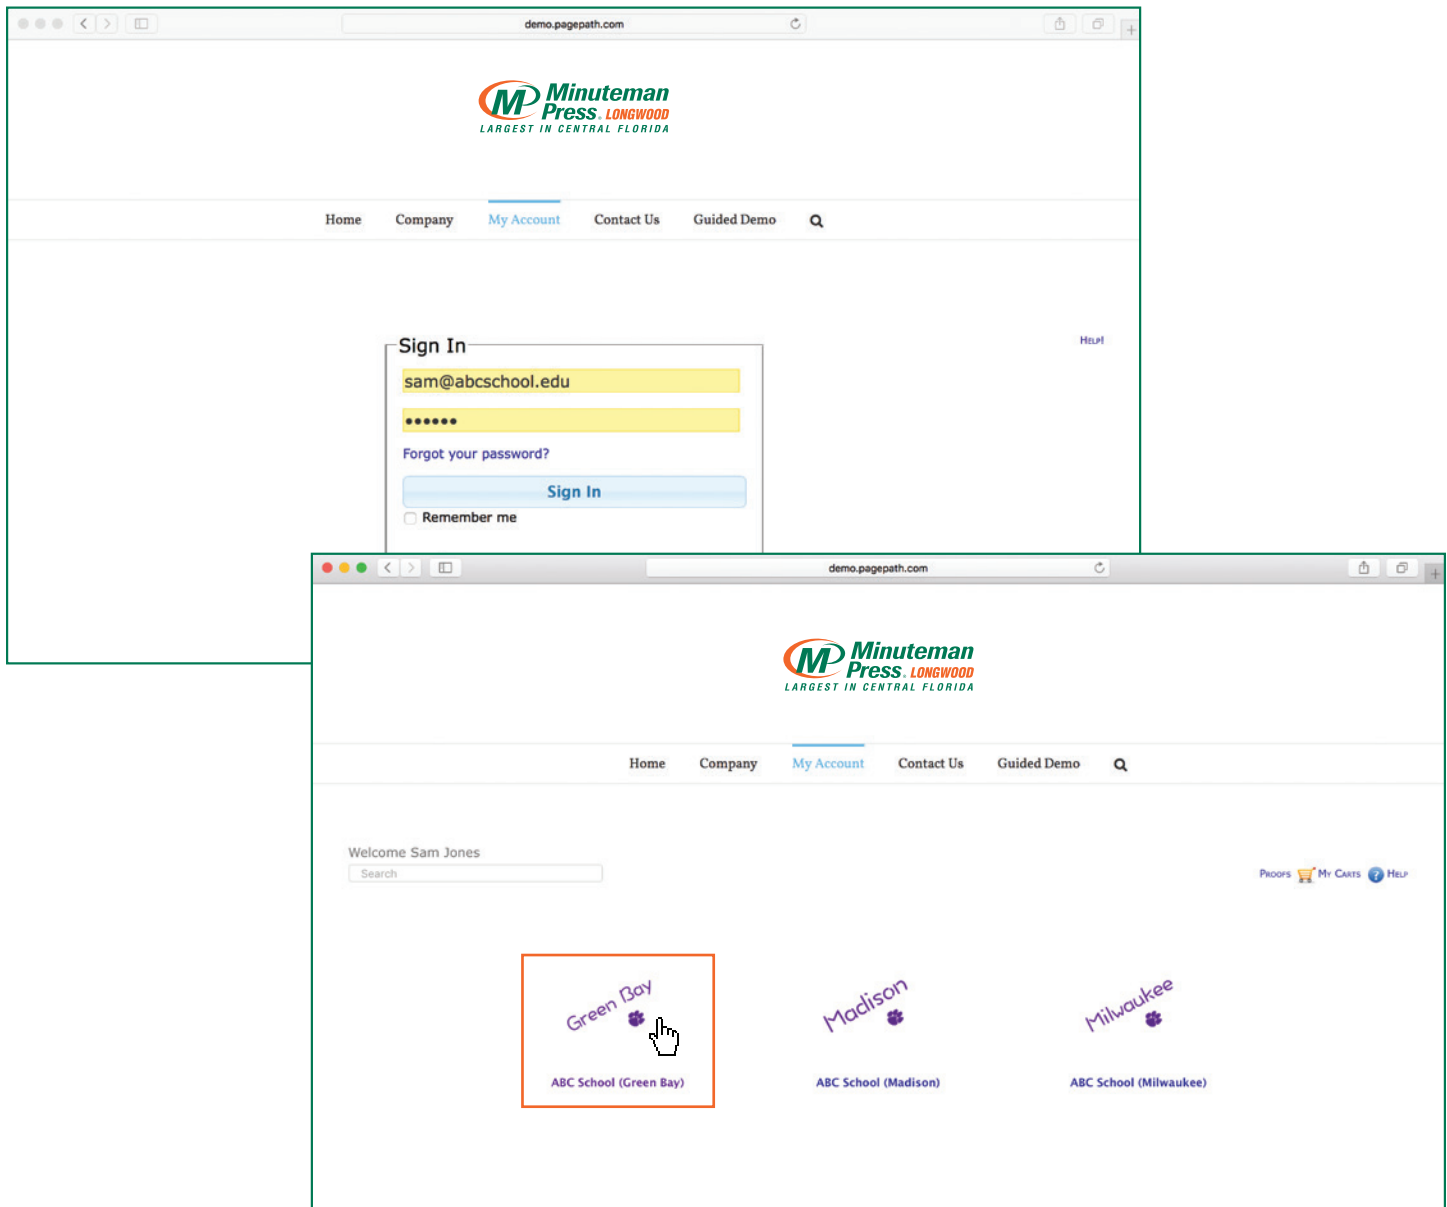 demo.pagepath.com
MP Minuteman
Press. LONGWOOD
LARGEST IN CENTRAL FLORIDA
Home Company My Account Contact Us Guided Demo
Help!
Sign In
sam@abcschool.edu
••••••
Forgot your password?
Sign In
Remember me
demo.pagepath.com
MP Minuteman
Press. LONGWOOD
LARGEST IN CENTRAL FLORIDA
Home Company My Account Contact Us Guided Demo
Welcome Sam Jones
Search
Proofs My Carts ? Help
Green Bay Madison Milwaukee
ABC School (Green Bay) ABC School (Madison) ABC School (Milwaukee)